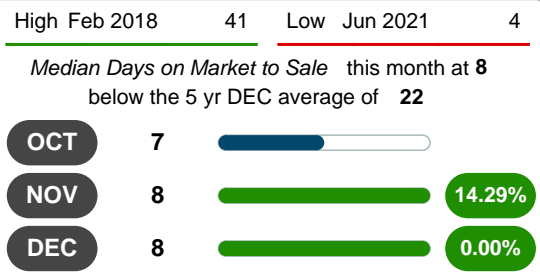 High Feb 2018 41 Low Jun 2021 4
Median Days on Market to Sale this month at 8
below the 5 yr DEC average of 22
OCT 7
NOV 8 14.29%
DEC 8 0.00%